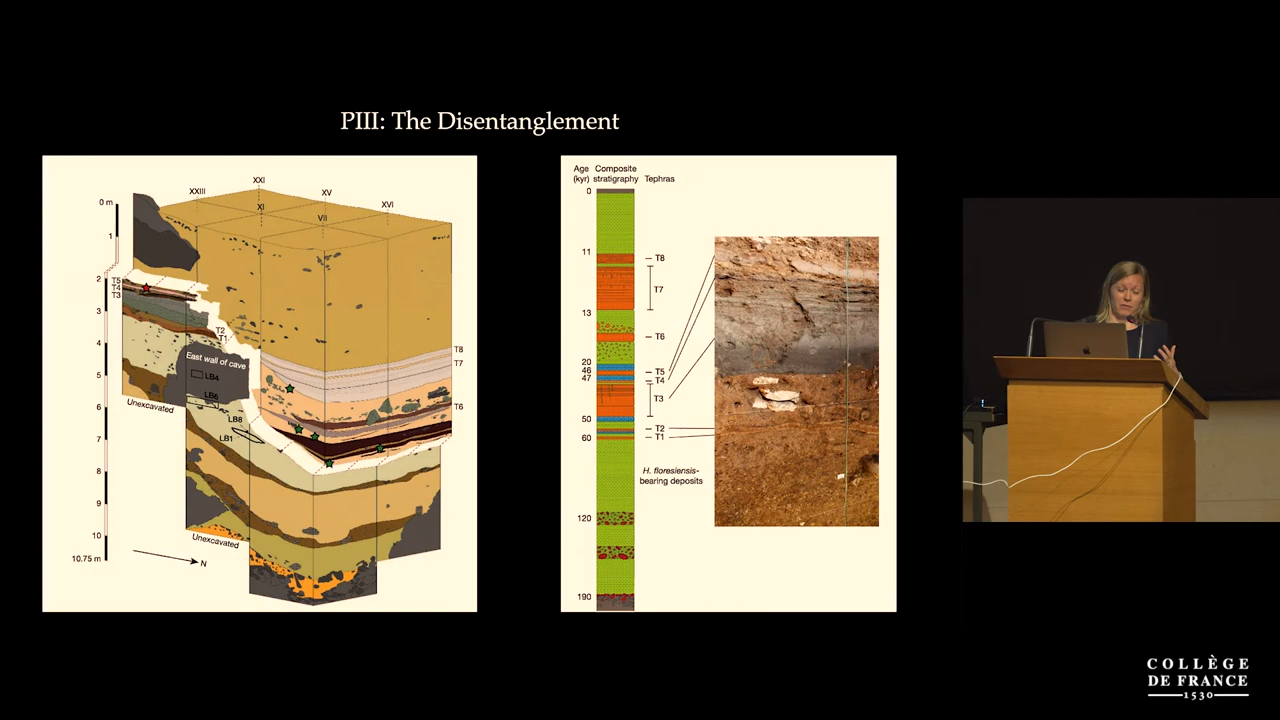 PIII: The Disentanglement
XXI
XXIII
XV
XI
XVI
VII
0 m
1
2
3
4
5
6
7
8
9
10
10.75 m
T5
T4
T3
T2
T1
East wall of cave
LB4
LB6
LB8
LB1
Unexcavated
Unexcavated
N
T8
T7
T6
Age Composite
(kyr) stratigraphy Tephras
0
11
13
20
46
47
50
60
120
190
T8
T7
T6
T5
T4
T3
T2
T1
H. floresiensis-
bearing deposits
COLLÈGE
DE FRANCE
1530